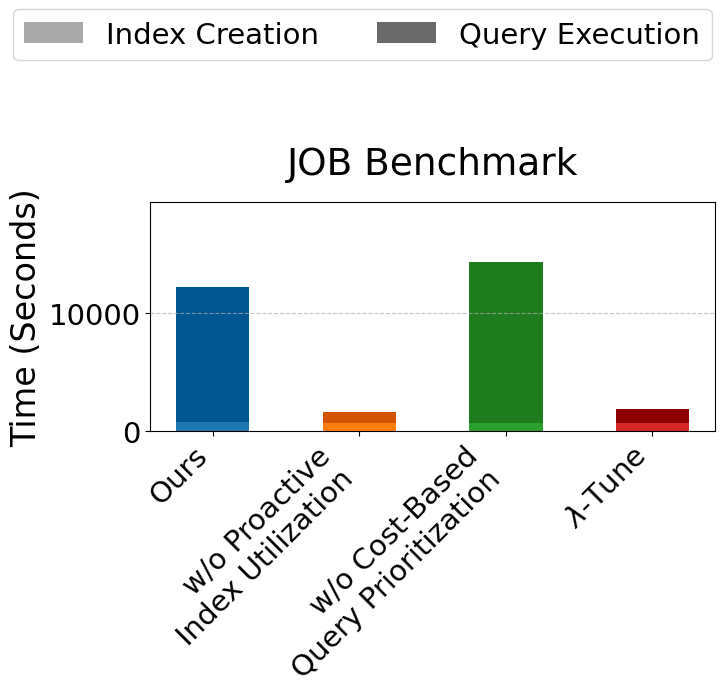 Index Creation
Query Execution
JOB Benchmark
Time (Seconds)
10000
0
Ours
w/o Proactive
Index Utilization
w/o Cost-Based
Query Prioritization
λ-Tune